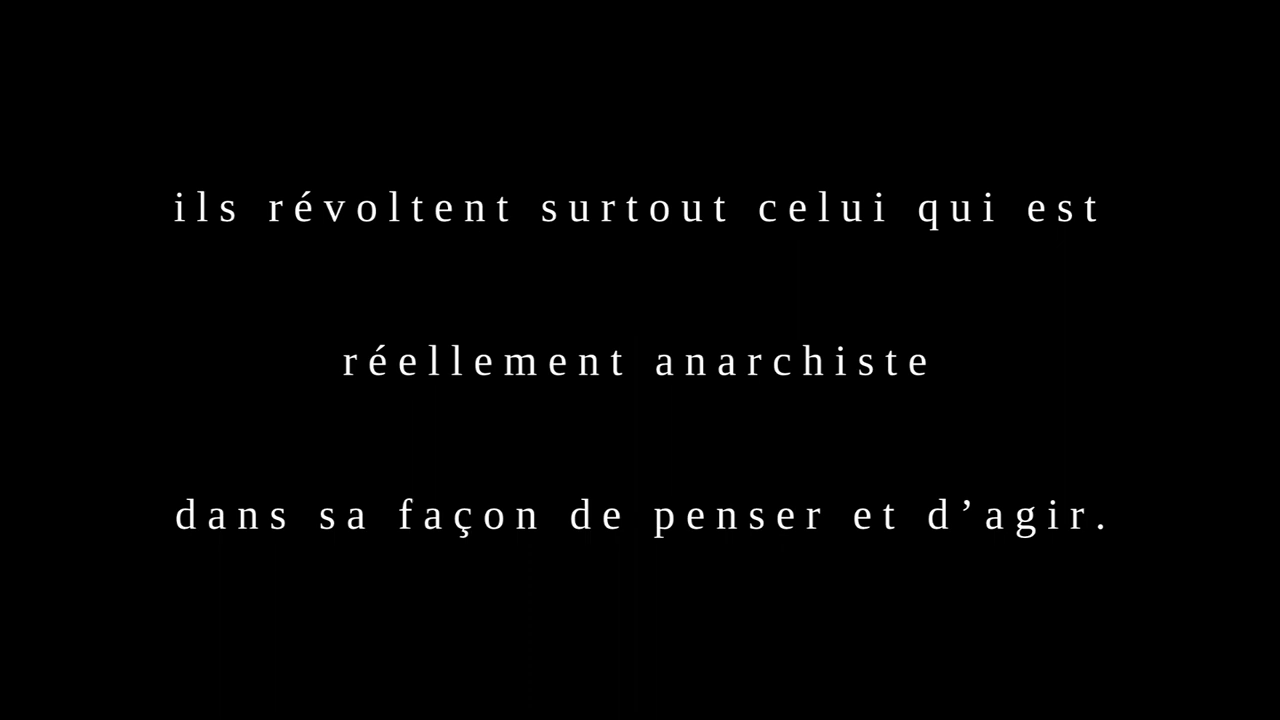 ils révoltent surtout celui qui est
réellement anarchiste
dans sa façon de penser et d’agir.